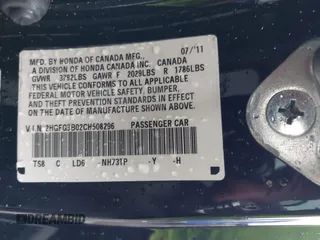 MFD. BY HONDA OF CANADA MFG., 07/11
A DIVISION OF HONDA CANADA INC. CANADA
GVWR 3792LBS GAWR F 2029LBS R 1786LBS
THIS VEHICLE CONFORMS TO ALL APPLICABLE
FEDERAL MOTOR VEHICLE SAFETY, BUMPER,
AND THEFT PREVENTION STANDARDS IN EFFECT
ON THE DATE OF MANUFACTURE SHOWN ABOVE.
V.I.N. 2HGFG3B02CH508296 PASSENGER CAR
TS8 C LD6 -NH731P -Y -H
DREAMBID